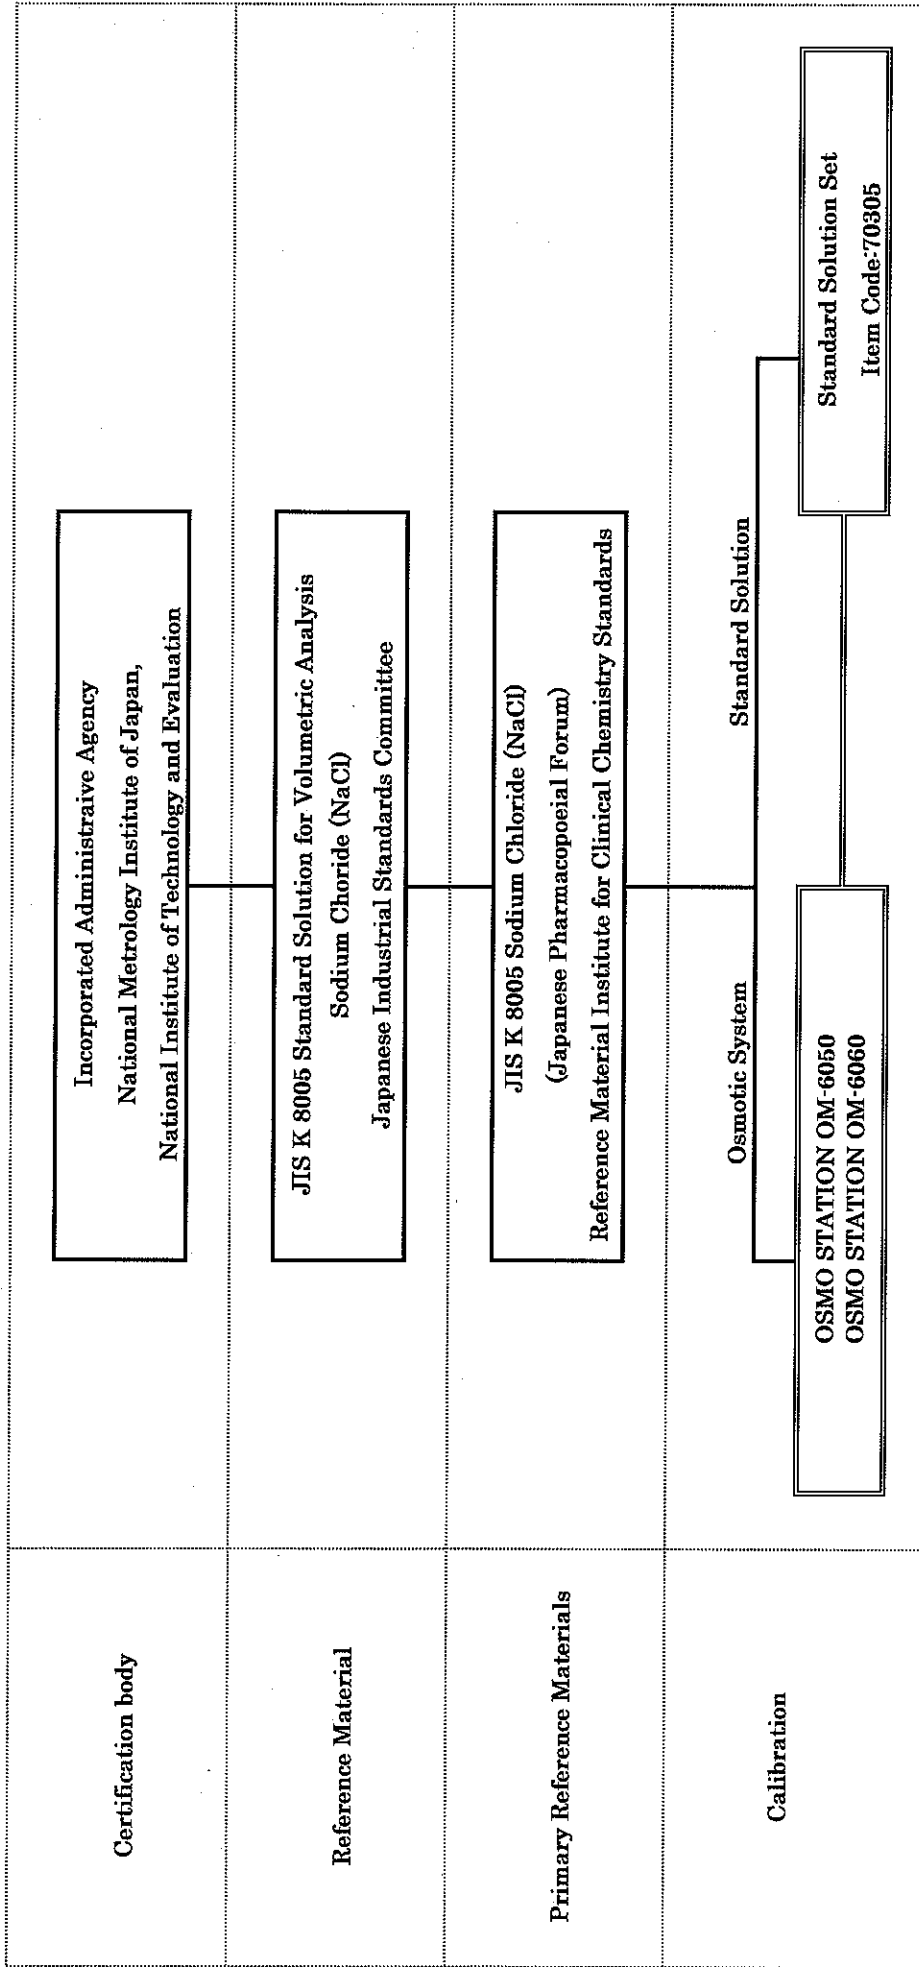 Certification body
Incorporated Administraive Agency
National Metrology Institute of Japan,
National Institute of Technology and Evaluation
Reference Material
JIS K 8005 Standard Solution for Volumetric Analysis
Sodium Choride (NaCl)
Japanese Industrial Standards Committee
Primary Reference Materials
JIS K 8005 Sodium Chloride (NaCl)
(Japanese Pharmacopoeial Forum)
Reference Material Institute for Clinical Chemistry Standards
Calibration
Osmotic System
Standard Solution
OSMO STATION OM-6050
OSMO STATION OM-6060
Standard Solution Set
Item Code:70305